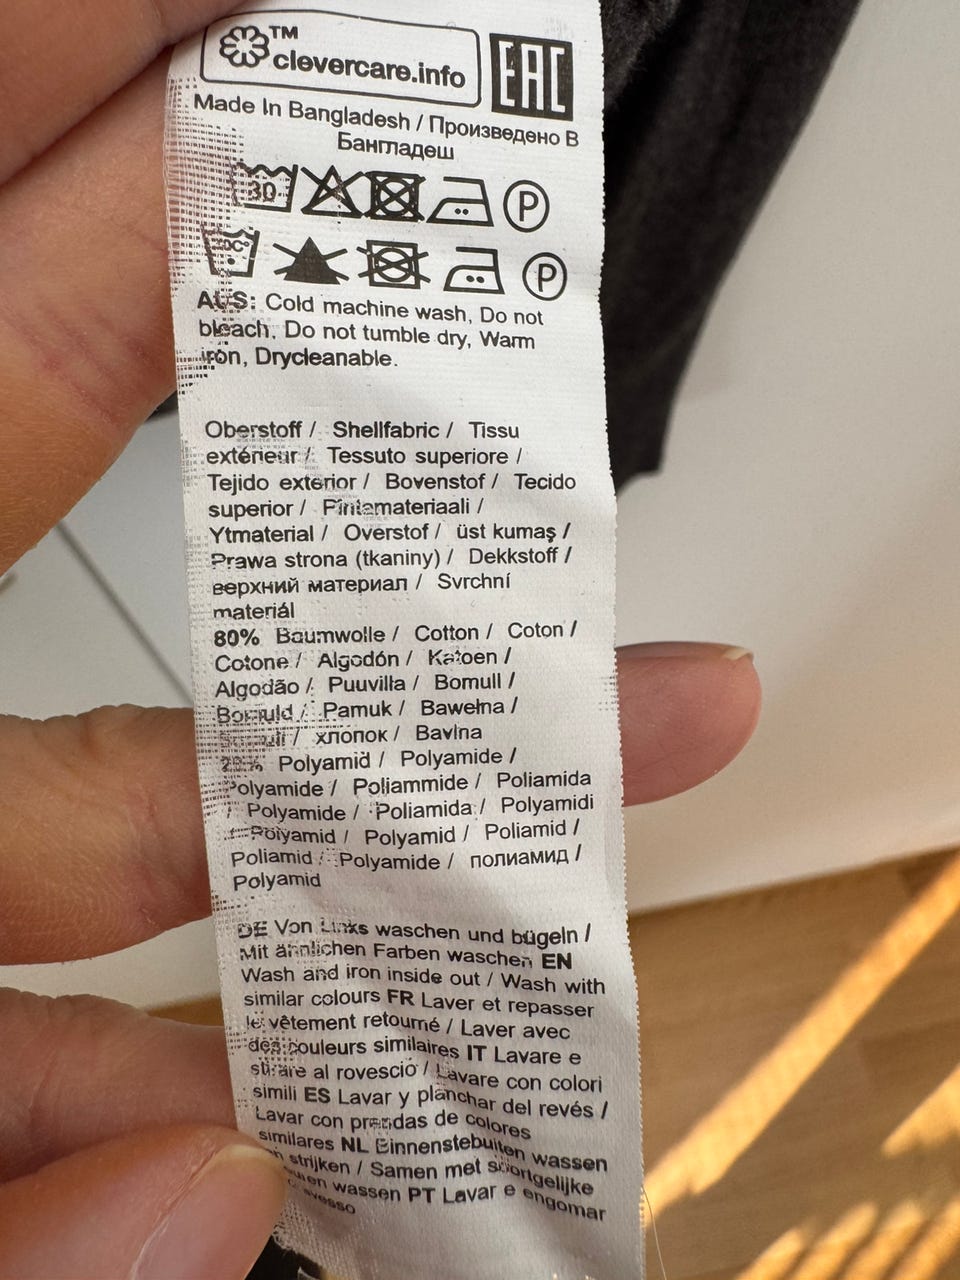 TM
clevercare.info
EAC
Made In Bangladesh / Произведено В
Бангладеш
30
P
P
AUS: Cold machine wash, Do not
bleach, Do not tumble dry, Warm
iron, Drycleanable.
Oberstoff / Shellfabric / Tissu
extérieur / Tessuto superiore /
Tejido exterior / Bovenstof / Tecido
superior / Pintamateriaali /
Ytmaterial / Overstof / üst kumaş /
Prawa strona (tkaniny) / Dekkstoff /
верхний материал / Svrchní
materiál
80% Baumwolle / Cotton / Coton /
Cotone / Algodón / Katoen /
Algodão / Puuvilla / Bomull /
Bomuld / Pamuk / Bawełna /
/ хлопок / Bavlna
Polyamid / Polyamide /
Polyamide / Poliammide / Poliamida
/ Polyamide / Poliamida / Polyamidi
/ Polyamid / Polyamid / Poliamid /
Poliamid / Polyamide / полиамид /
Polyamid
DE Von Links waschen und bügeln /
Mit ähnlichen Farben waschen EN
Wash and iron inside out / Wash with
similar colours FR Laver et repasser
le vêtement retourné / Laver avec
des couleurs similaires IT Lavare e
stirare al rovescio / Lavare con colori
simili ES Lavar y planchar del revés /
Lavar con prendas de colores
similares NL Binnenstebuiten wassen
en strijken / Samen met soortgelijke
wassen PT Lavar e engomar
avesso